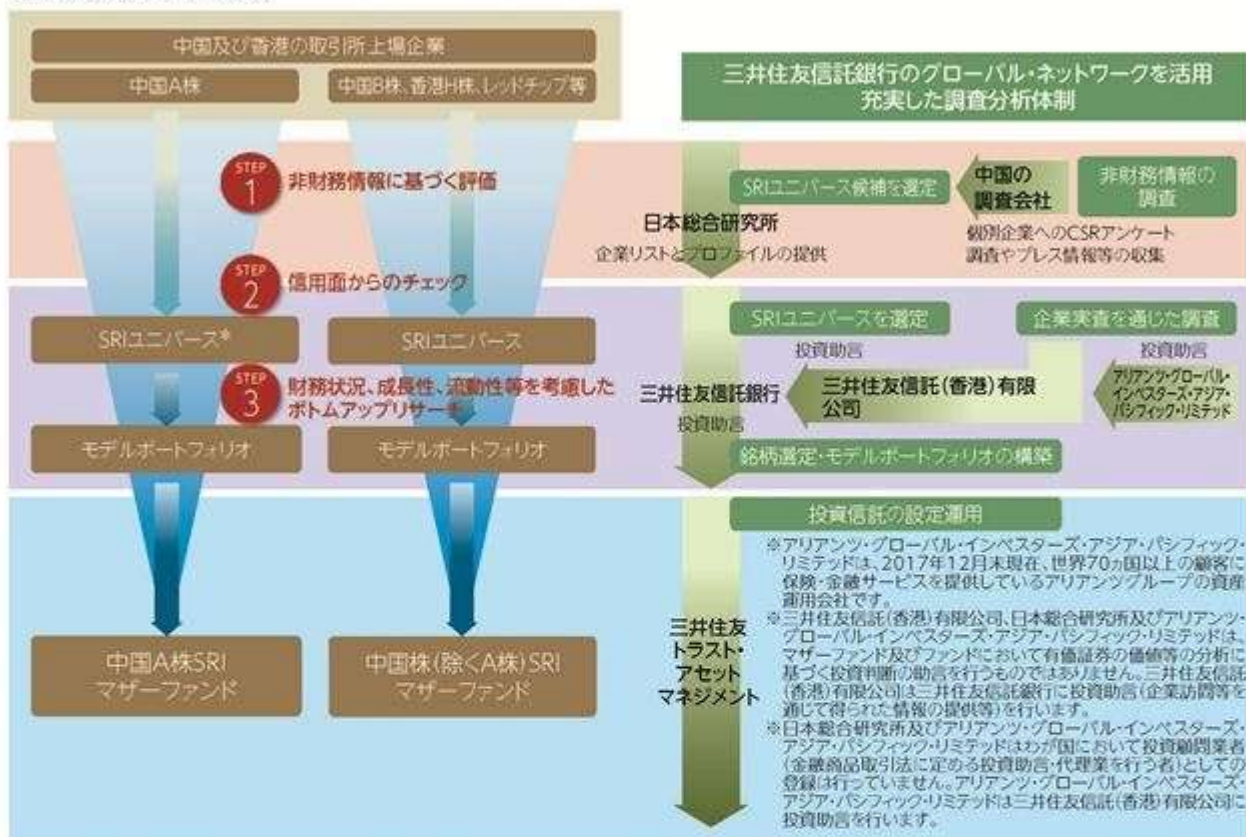 中国及び香港の取引所上場企業
中国A株
中国B株、香港H株、レッドチップ等
STEP
1
非財務情報に基づく評価
STEP
2
信用面からのチェック
SRIユニバース*
SRIユニバース
STEP
3
財務状況、成長性、流動性等を考慮した
ボトムアップリサーチ
モデルポートフォリオ
モデルポートフォリオ
中国A株SRI
マザーファンド
中国株(除くA株)SRI
マザーファンド
三井住友信託銀行のグローバル・ネットワークを活用
充実した調査分析体制
SRIユニバース候補を選定
中国の
調査会社
非財務情報の
調査
日本総合研究所
企業リストとプロファイルの提供
個別企業へのCSRアンケート
調査やプレス情報等の収集
SRIユニバースを選定
投資助言
企業実査を通じた調査
投資助言
三井住友信託銀行
投資助言
三井住友信託(香港)有限
公司
アリアンツ・グローバル・
インベスターズ・アジア・
パシフィック・リミテッド
銘柄選定・モデルポートフォリオの構築
投資信託の設定運用
三井住友
トラスト・
アセット
マネジメント
※アリアンツ・グローバル・インベスターズ・アジア・パシフィック・
リミテッドは、2017年12月末現在、世界70ヵ国以上の顧客に
保険・金融サービスを提供しているアリアンツグループの資産
運用会社です。
※三井住友信託(香港)有限公司、日本総合研究所及びアリアンツ・
グローバル・インベスターズ・アジア・パシフィック・リミテッドは、
マザーファンド及びファンドにおいて有価証券の価値等の分析に
基づく投資判断の助言を行うものではありません。三井住友信託
(香港)有限公司は三井住友信託銀行に投資助言(企業訪問等を
通じて得られた情報の提供等)を行います。
※日本総合研究所及びアリアンツ・グローバル・インベスターズ・
アジア・パシフィック・リミテッドはわが国において投資顧問業者
(金融商品取引法に定める投資助言・代理業を行う者)としての
登録は行っていません。アリアンツ・グローバル・インベスターズ・
アジア・パシフィック・リミテッドは三井住友信託(香港)有限公司に
投資助言を行います。